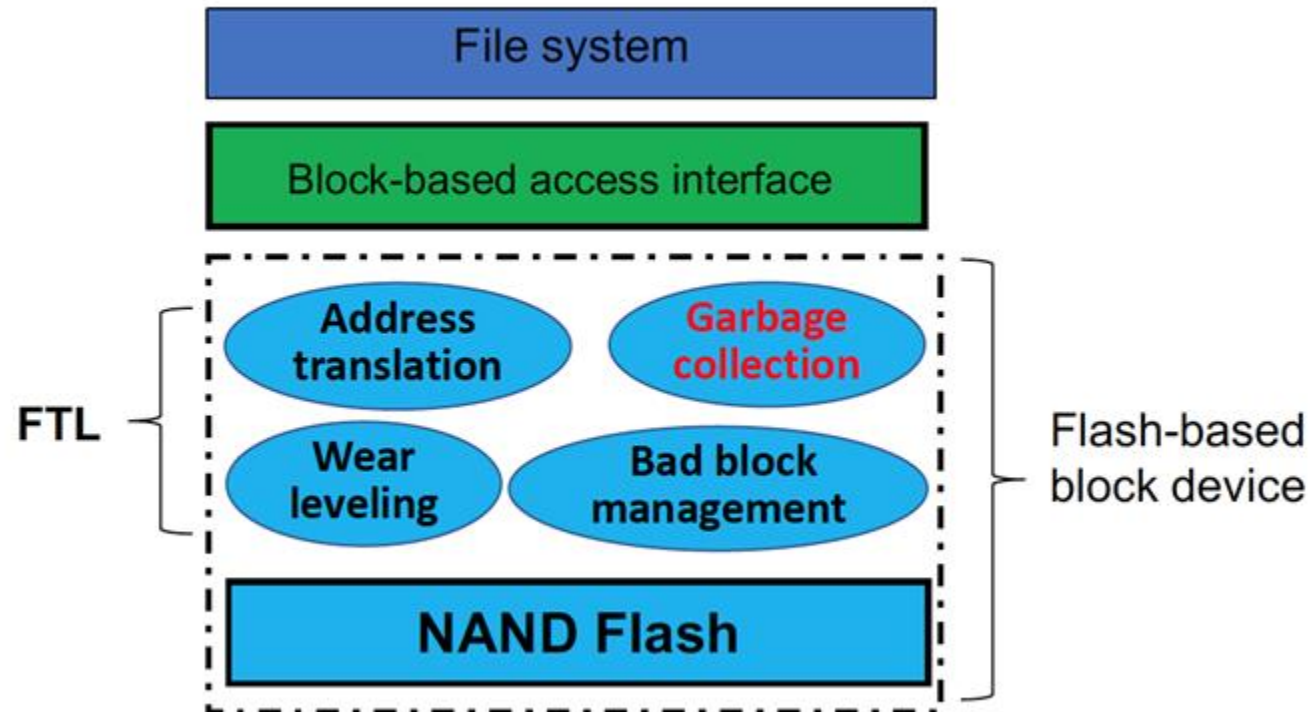 File system
Block-based access interface
Address
translation
Garbage
collection
FTL
Wear
leveling
Bad block
management
Flash-based
block device
NAND Flash